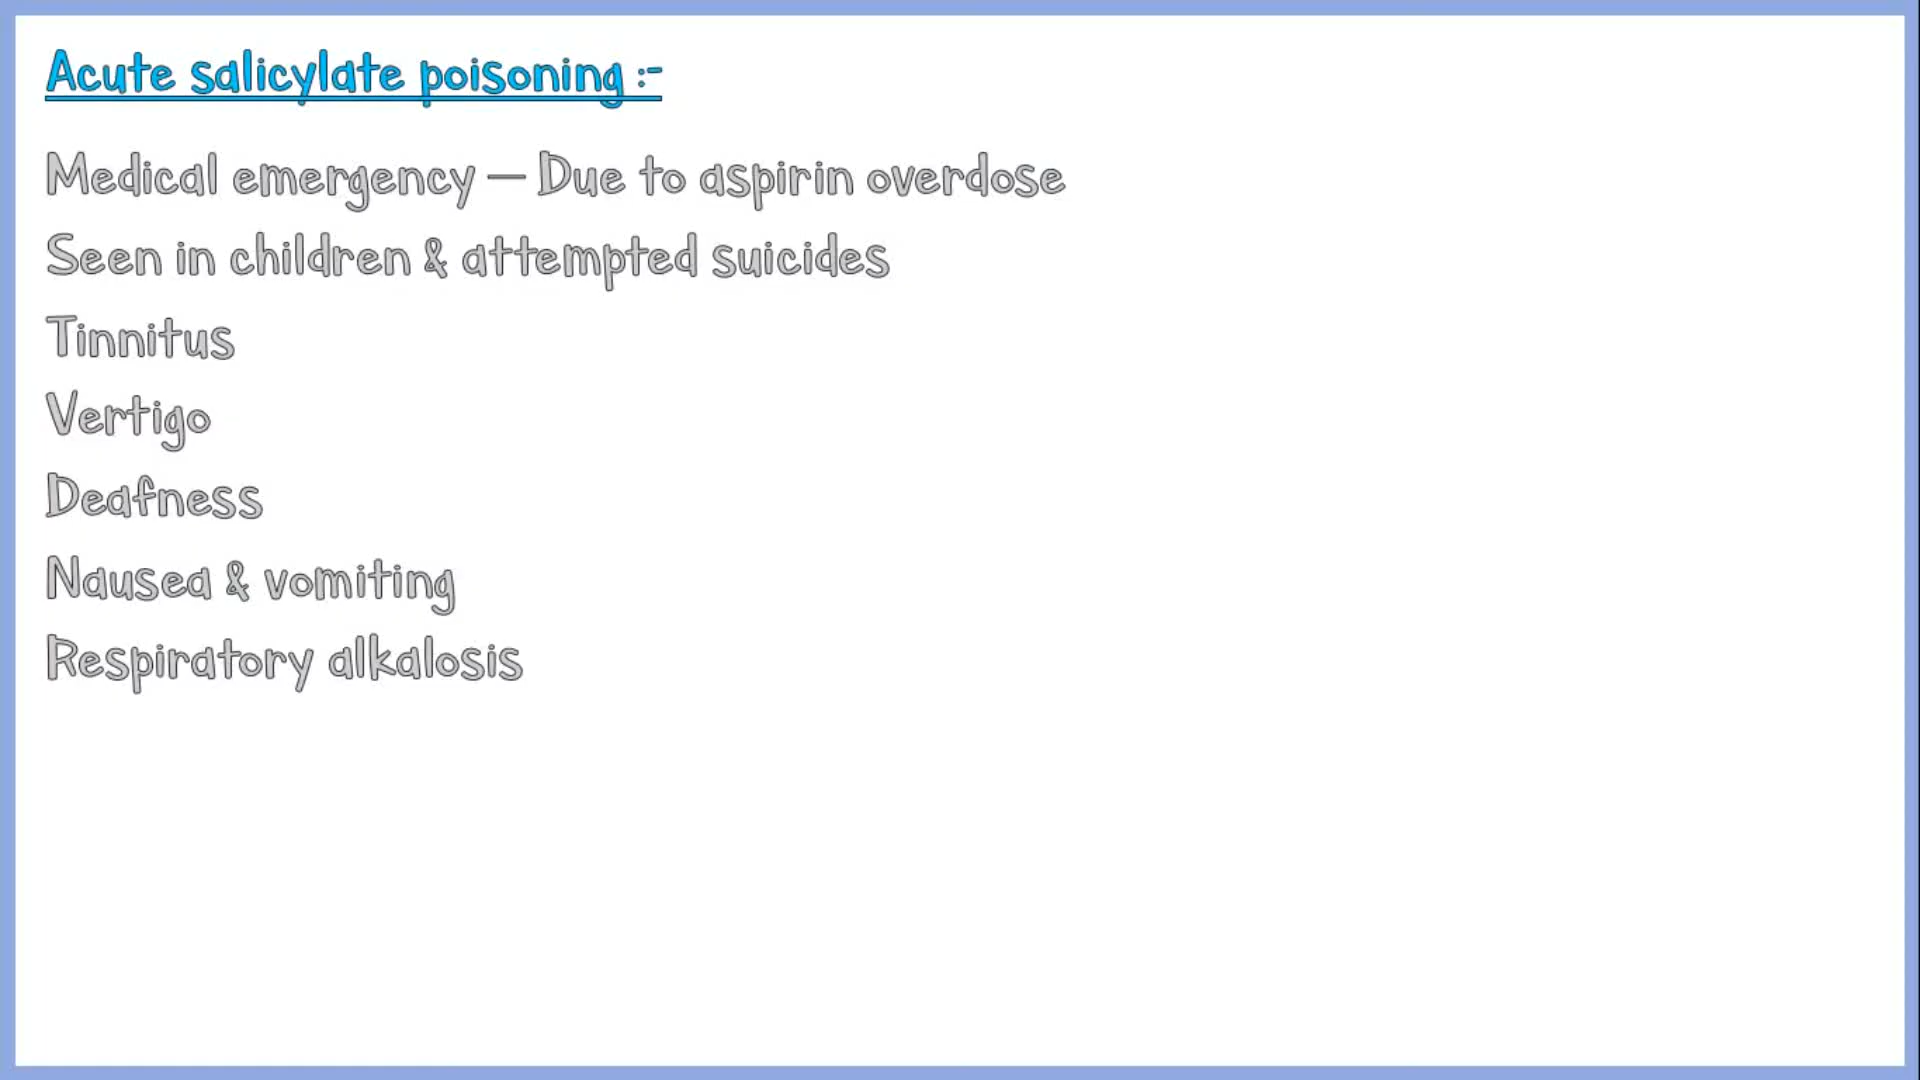 Acute salicylate poisoning :-
Medical emergency — Due to aspirin overdose
Seen in children & attempted suicides
Tinnitus
Vertigo
Deafness
Nausea & vomiting
Respiratory alkalosis